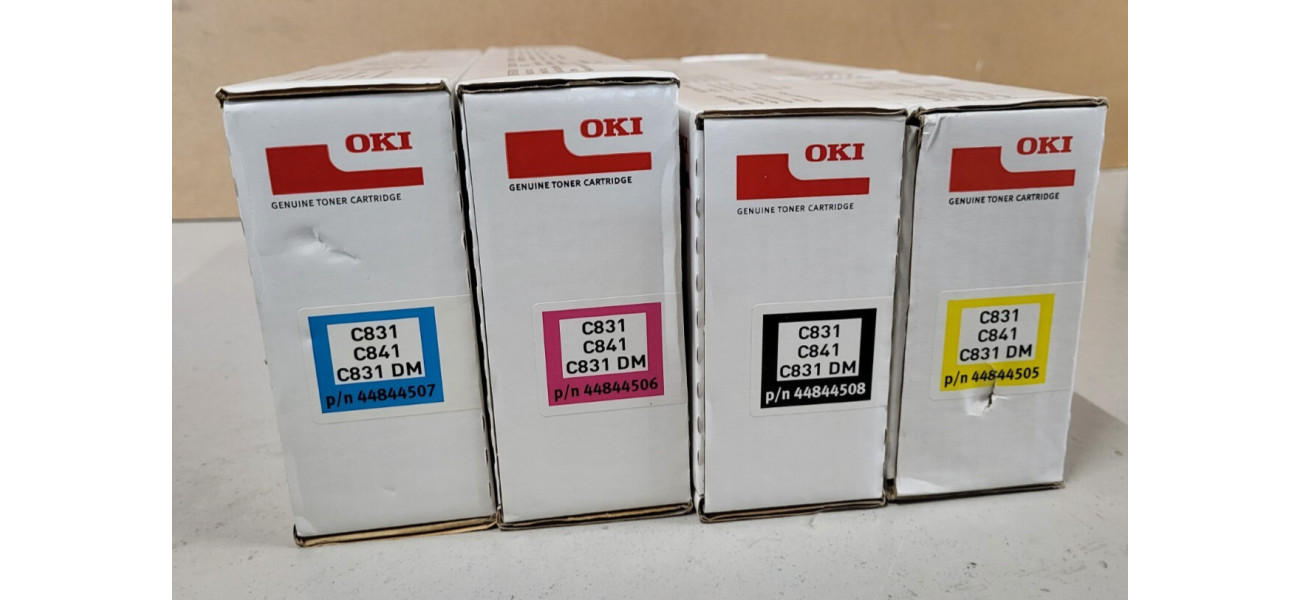 OKI
GENUINE TONER CARTRIDGE
C831
C841
C831 DM
p/n 44844507
OKI
GENUINE TONER CARTRIDGE
C831
C841
C831 DM
p/n 44844506
OKI
GENUINE TONER CARTRIDGE
C831
C841
C831 DM
p/n 44844508
OKI
GENUINE TONER CARTRIDGE
C831
C841
C831 DM
p/n 44844505